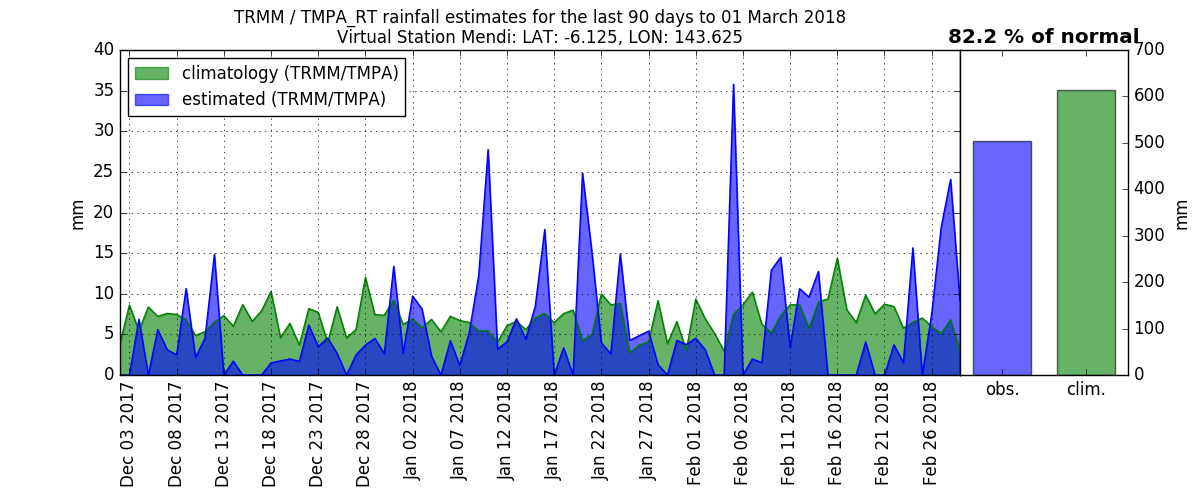 TRMM / TMPA_RT rainfall estimates for the last 90 days to 01 March 2018
Virtual Station Mendi: LAT: -6.125, LON: 143.625
82.2 % of normal
climatology (TRMM/TMPA)
estimated (TRMM/TMPA)
40
35
30
25
20
15
10
5
0
mm
700
600
500
400
300
200
100
0
mm
obs.
clim.
Dec 03 2017
Dec 08 2017
Dec 13 2017
Dec 18 2017
Dec 23 2017
Dec 28 2017
Jan 02 2018
Jan 07 2018
Jan 12 2018
Jan 17 2018
Jan 22 2018
Jan 27 2018
Feb 01 2018
Feb 06 2018
Feb 11 2018
Feb 16 2018
Feb 21 2018
Feb 26 2018